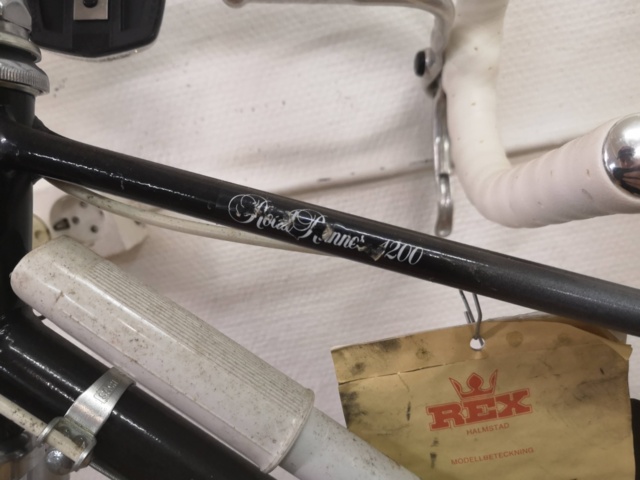 Road Runner 1200
REX
HALMSTAD
MODELLBETECKNING